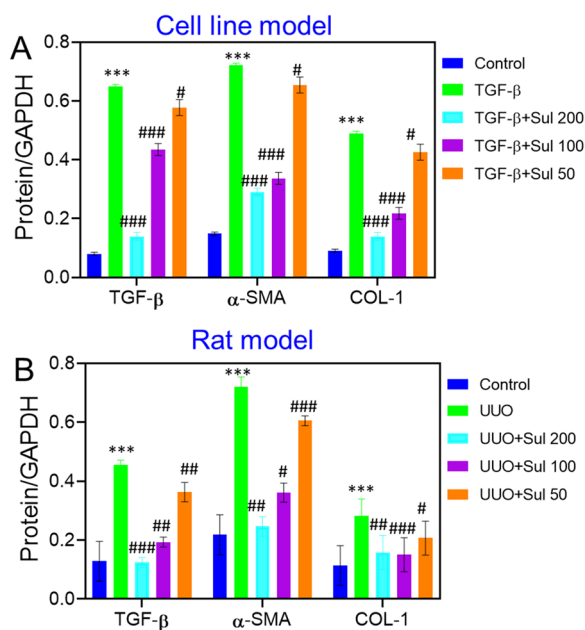 Cell line model
A
Protein/GAPDH
0.8
0.6
0.4
0.2
0.0
***
###
###
#
***
###
###
#
***
###
###
#
TGF-β
α-SMA
COL-1
Control
TGF-β
TGF-β+Sul 200
TGF-β+Sul 100
TGF-β+Sul 50
Rat model
B
Protein/GAPDH
0.8
0.6
0.4
0.2
0.0
***
###
##
##
***
##
#
###
***
##
###
#
TGF-β
α-SMA
COL-1
Control
UUO
UUO+Sul 200
UUO+Sul 100
UUO+Sul 50